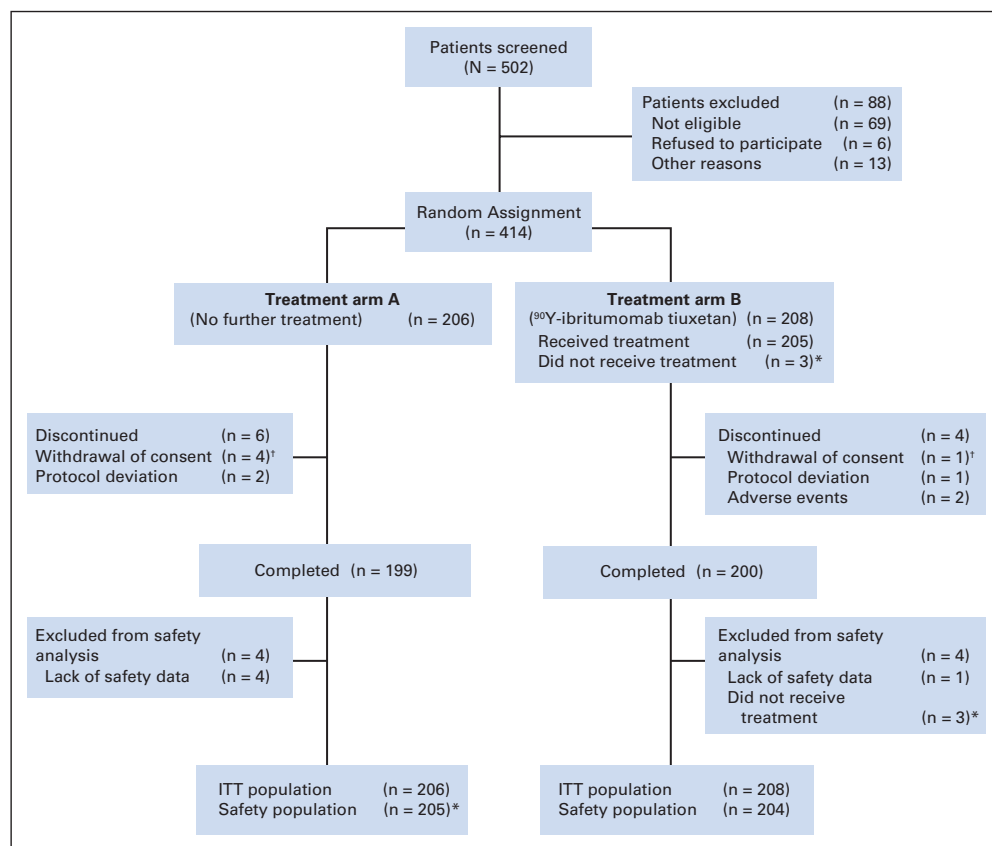 Patients screened
(N = 502)
Patients excluded (n = 88)
Not eligible (n = 69)
Refused to participate (n = 6)
Other reasons (n = 13)
Random Assignment
(n = 414)
Treatment arm A
(No further treatment) (n = 206)
Treatment arm B
(⁹⁰Y-ibritumomab tiuxetan) (n = 208)
Received treatment (n = 205)
Did not receive treatment (n = 3)*
Discontinued (n = 6)
Withdrawal of consent (n = 4)†
Protocol deviation (n = 2)
Discontinued (n = 4)
Withdrawal of consent (n = 1)†
Protocol deviation (n = 1)
Adverse events (n = 2)
Completed (n = 199)
Completed (n = 200)
Excluded from safety
analysis (n = 4)
Lack of safety data (n = 4)
Excluded from safety
analysis (n = 4)
Lack of safety data (n = 1)
Did not receive
treatment (n = 3)*
ITT population (n = 206)
Safety population (n = 205)*
ITT population (n = 208)
Safety population (n = 204)